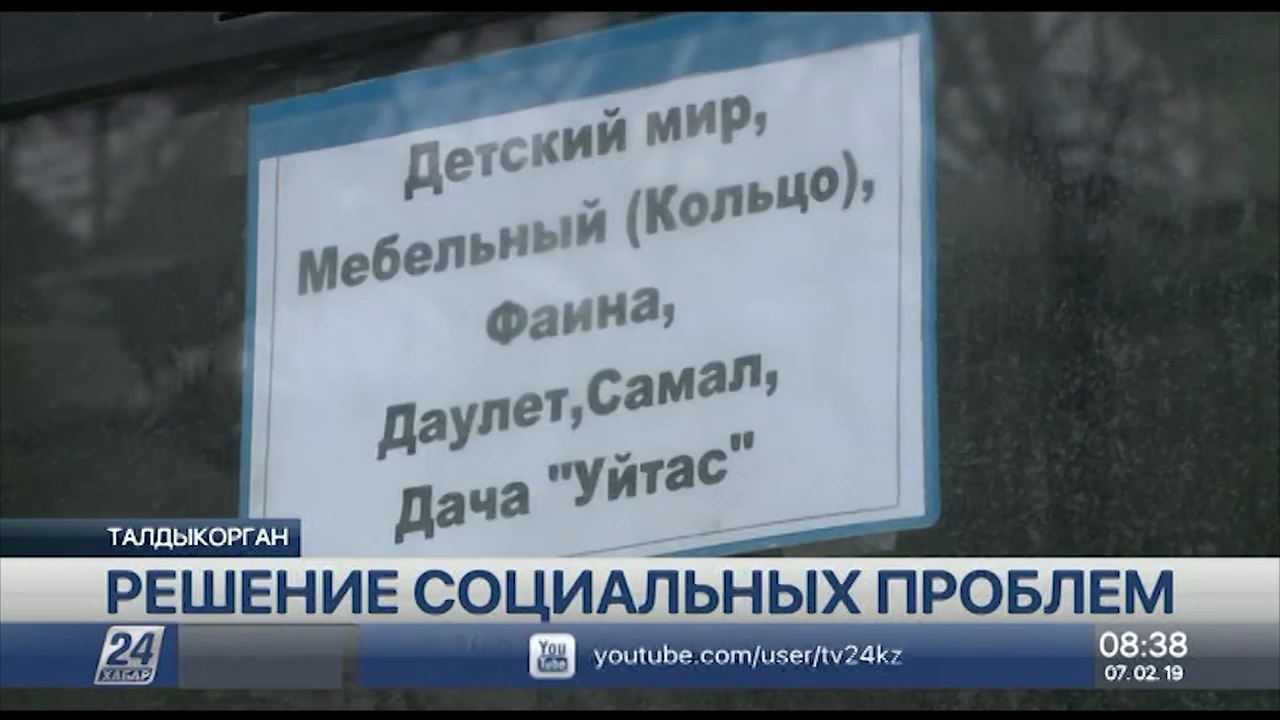 Детский мир,
Мебельный (Кольцо),
Фаина,
Даулет,Самал,
Дача "Уйтас"
ТАЛДЫКОРГАН
РЕШЕНИЕ СОЦИАЛЬНЫХ ПРОБЛЕМ
24
ХАБАР
You
Tube
youtube.com/user/tv24kz
08:38
07. 02. 19